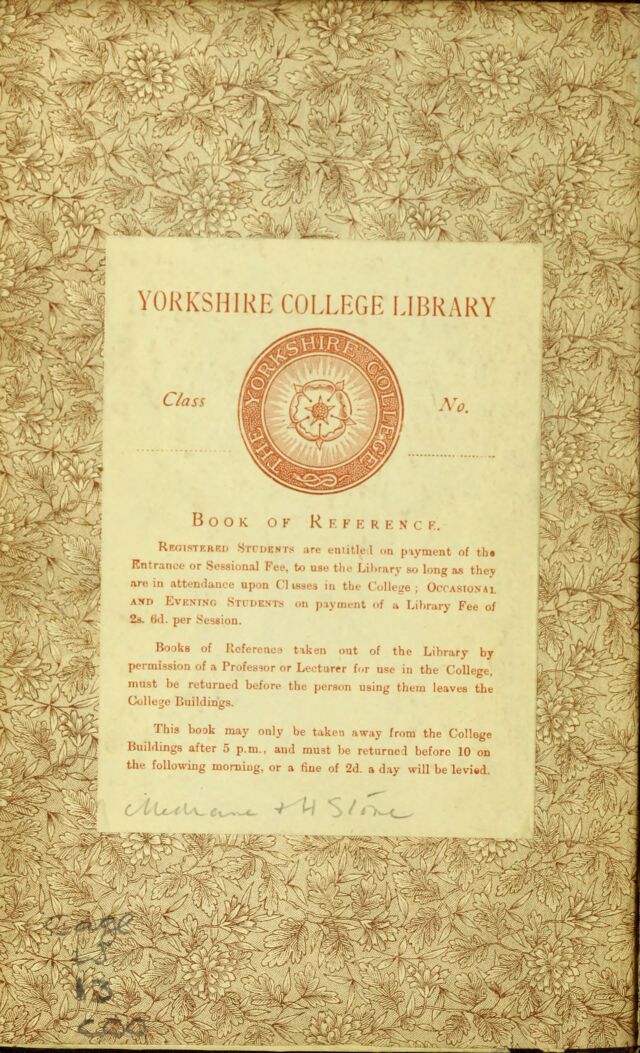 YORKSHIRE COLLEGE LIBRARY
THE YORKSHIRE COLLEGE
Class
No.
BOOK OF REFERENCE.
REGISTERED STUDENTS are entitled on payment of the
Entrance or Sessional Fee, to use the Library so long as they
are in attendance upon Classes in the College; OCCASIONAL
AND EVENING STUDENTS on payment of a Library Fee of
2s. 6d. per Session.
Books of Reference taken out of the Library by
permission of a Professor or Lecturer for use in the College,
must be returned before the person using them leaves the
College Buildings.
This book may only be taken away from the College
Buildings after 5 p.m., and must be returned before 10 on
the following morning, or a fine of 2d. a day will be levied.
+ H Stone
13
COO